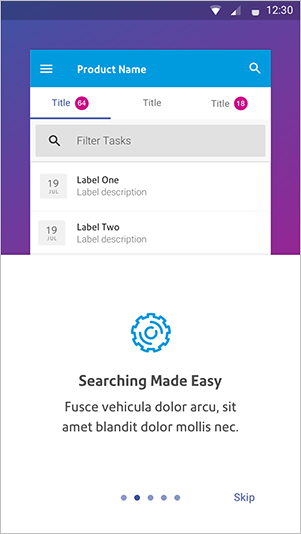 12:30
Product Name
Title 64 Title Title 18
Filter Tasks
19 Label One
JUL Label description
19 Label Two
JUL Label description
Searching Made Easy
Fusce vehicula dolor arcu, sit
amet blandit dolor mollis nec.
Skip